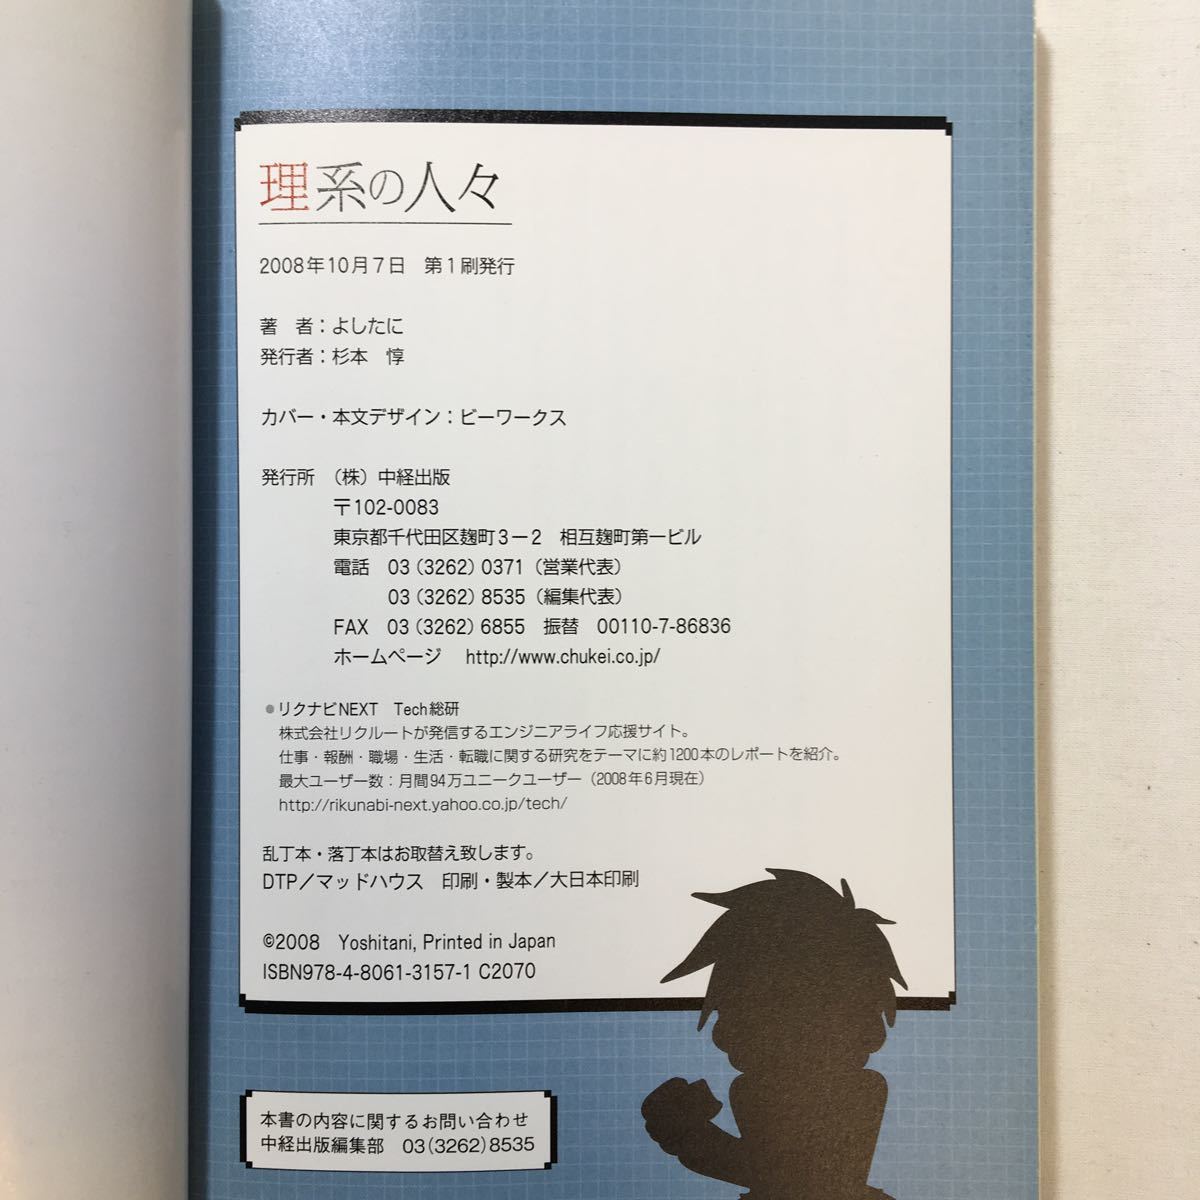 理系の人々
2008年10月7日　第1刷発行
著　者：よしたに
発行者：杉本　惇
カバー・本文デザイン：ビーワークス
発行所　（株）中経出版
〒102-0083
東京都千代田区麹町3－2　相互麹町第一ビル
電話　03（3262）0371（営業代表）
03（3262）8535（編集代表）
FAX　03（3262）6855　振替　00110-7-86836
ホームページ　http://www.chukei.co.jp/
●リクナビNEXT　Tech総研
株式会社リクルートが発信するエンジニアライフ応援サイト。
仕事・報酬・職場・生活・転職に関する研究をテーマに約1200本のレポートを紹介。
最大ユーザー数：月間94万ユニークユーザー（2008年6月現在）
http://rikunabi-next.yahoo.co.jp/tech/
乱丁本・落丁本はお取替え致します。
DTP／マッドハウス　印刷・製本／大日本印刷
©2008　Yoshitani, Printed in Japan
ISBN978-4-8061-3157-1 C2070
本書の内容に関するお問い合わせ
中経出版編集部　03(3262)8535